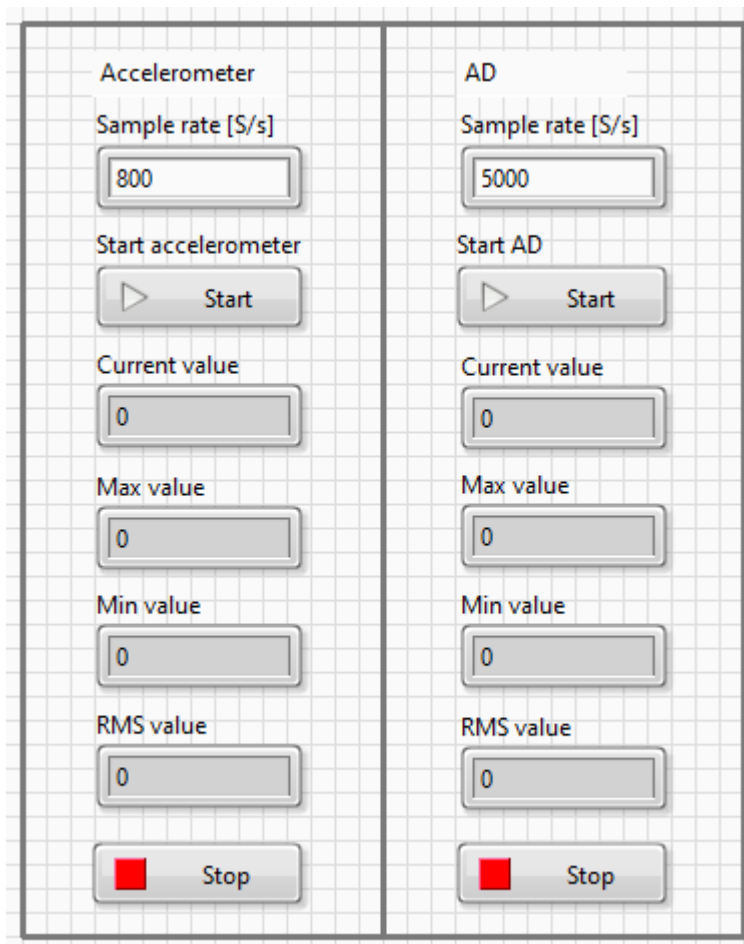 Accelerometer
Sample rate [S/s]
800
Start accelerometer
Start
Current value
0
Max value
0
Min value
0
RMS value
0
Stop
AD
Sample rate [S/s]
5000
Start AD
Start
Current value
0
Max value
0
Min value
0
RMS value
0
Stop